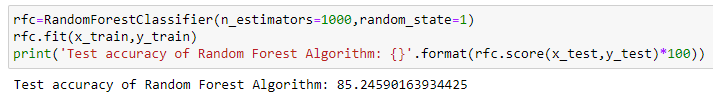 rfc=RandomForestClassifier(n_estimators=1000,random_state=1)
rfc.fit(x_train,y_train)
print('Test accuracy of Random Forest Algorithm: {}'.format(rfc.score(x_test,y_test)*100))
Test accuracy of Random Forest Algorithm: 85.24590163934425